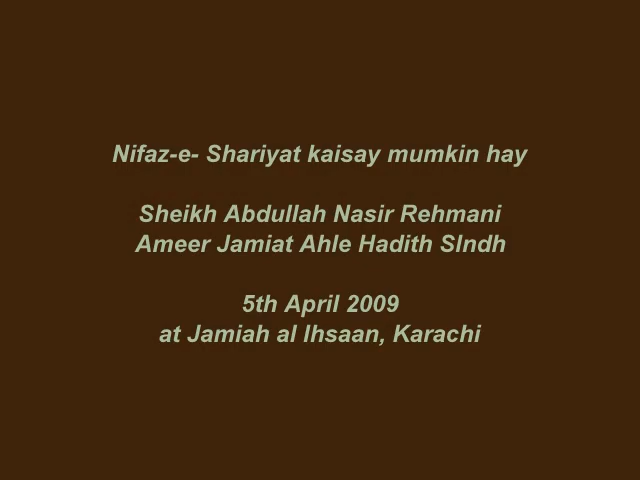 Nifaz-e- Shariyat kaisay mumkin hay
Sheikh Abdullah Nasir Rehmani
Ameer Jamiat Ahle Hadith SIndh
5th April 2009
at Jamiah al Ihsaan, Karachi